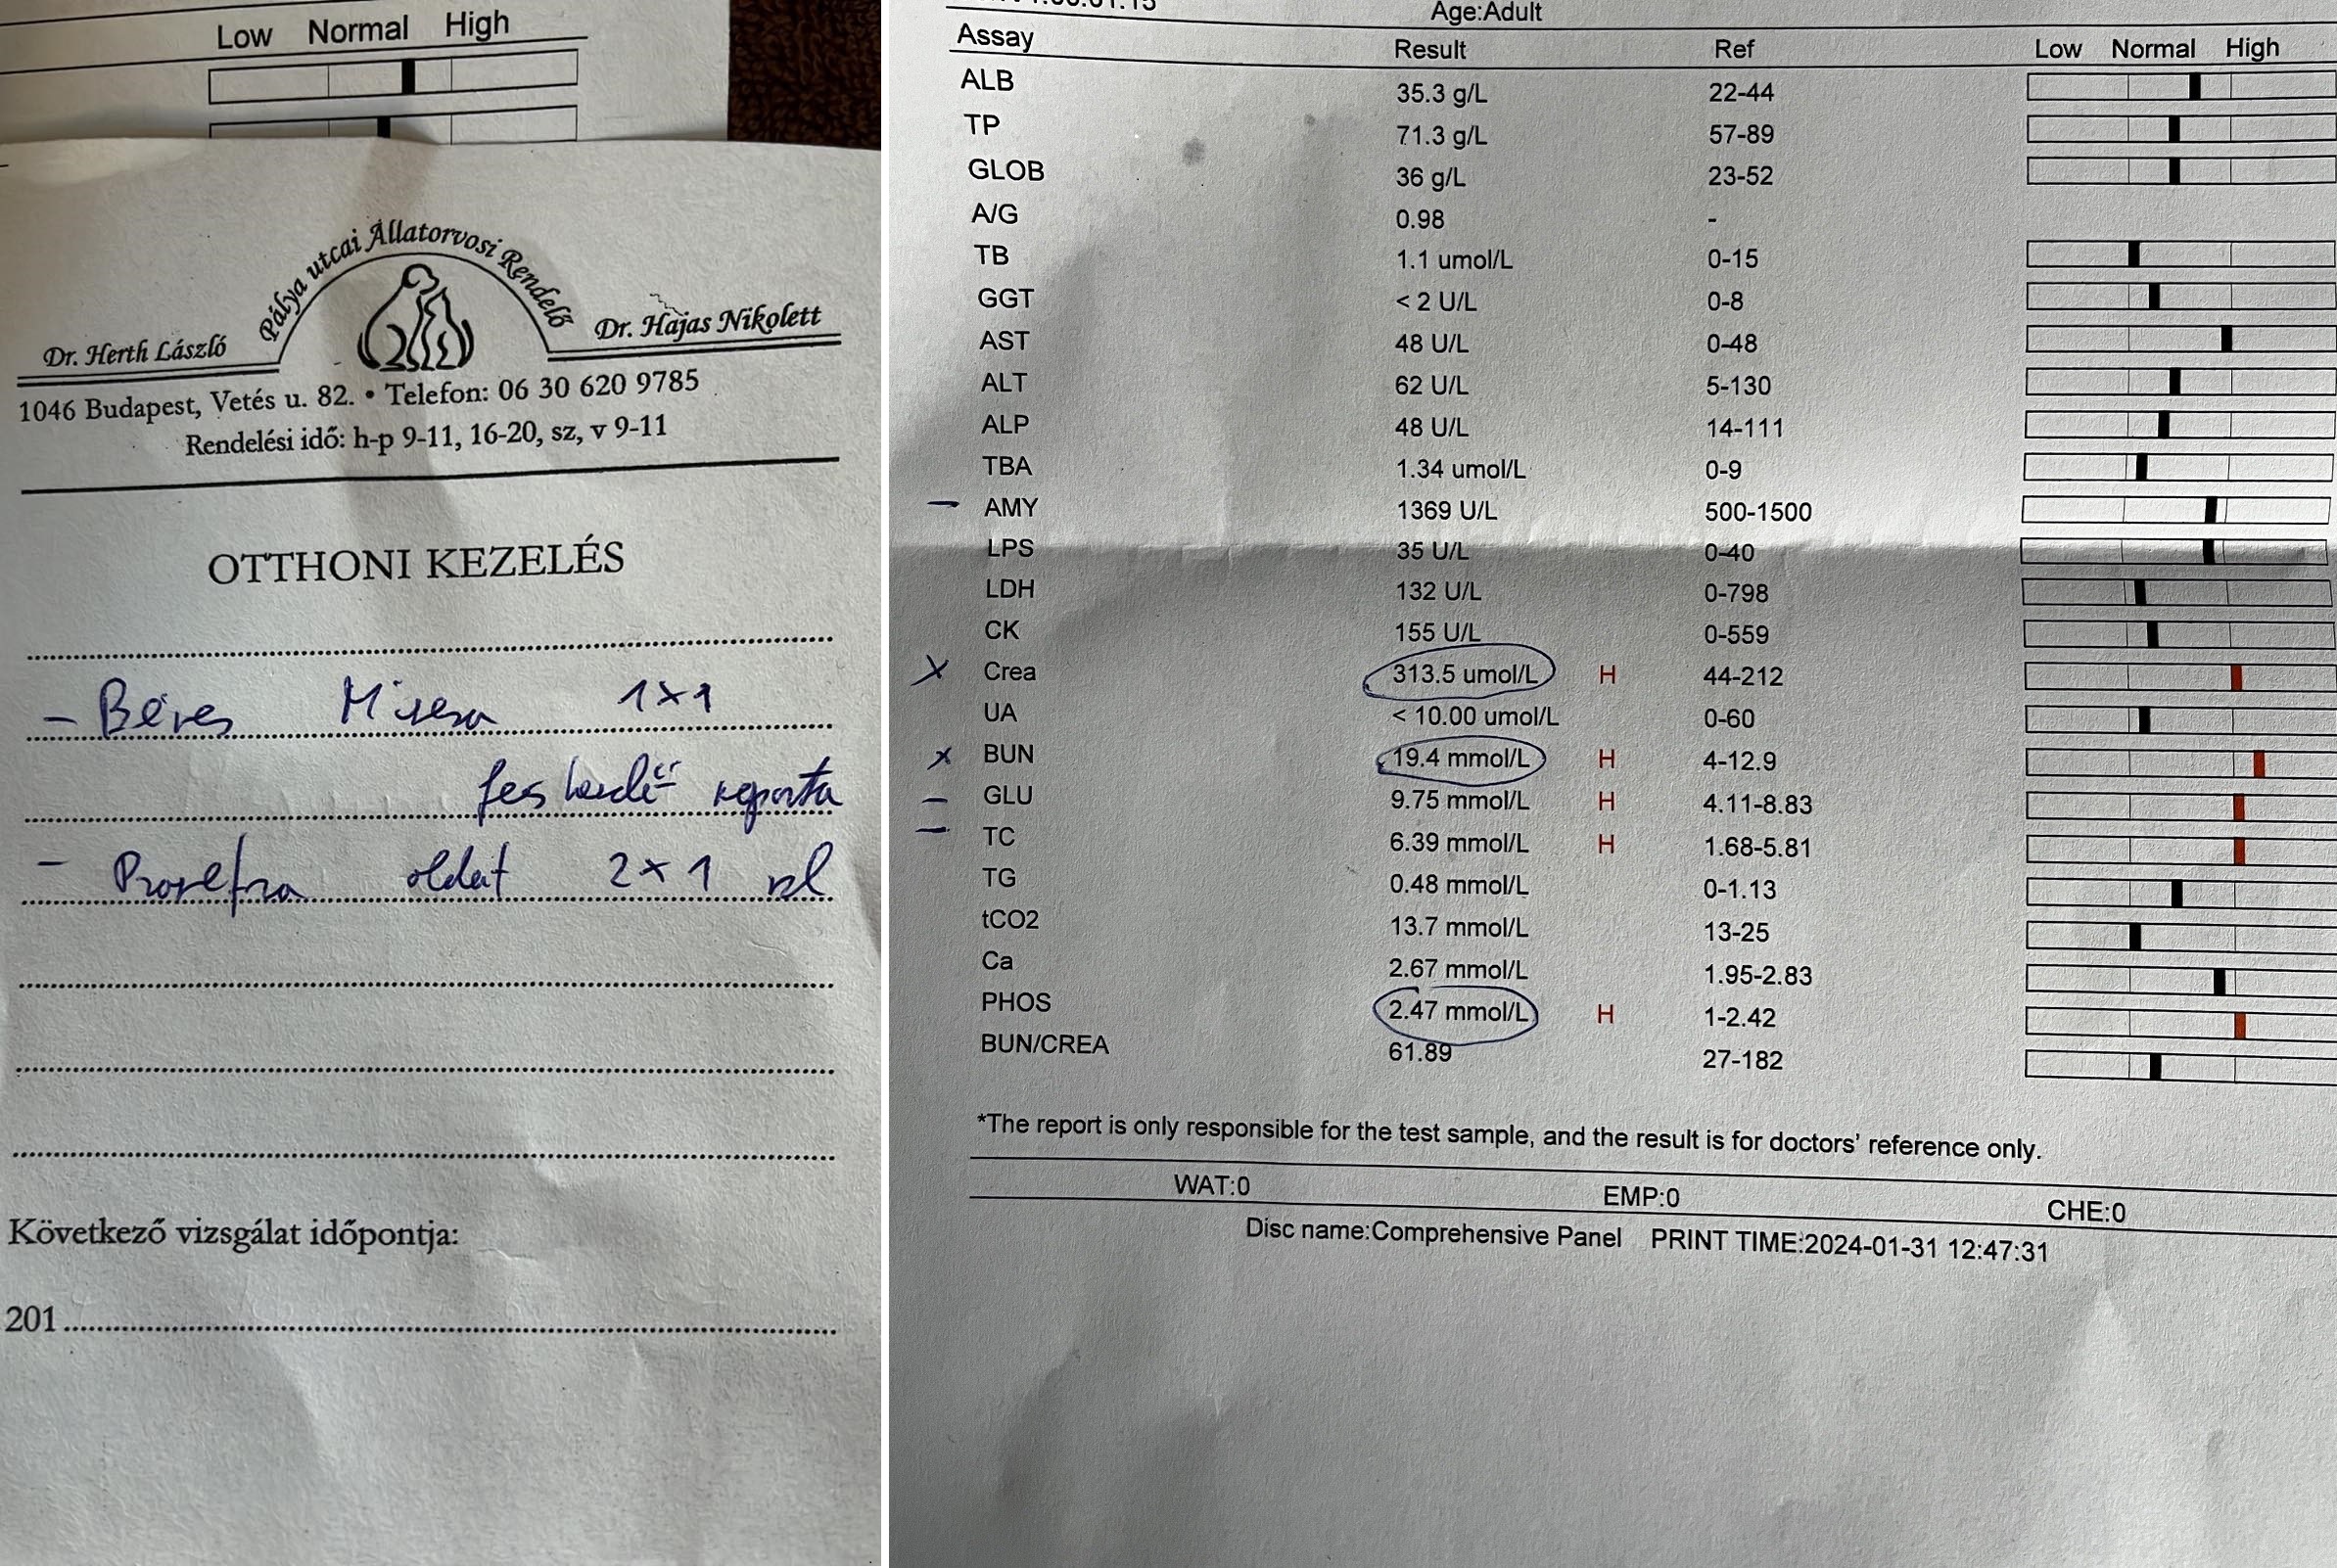 Low Normal High
Pálya utcai Állatorvosi Rendelő
Dr. Herth László
Dr. Hajas Nikolett
1046 Budapest, Vetés u. 82. • Telefon: 06 30 620 9785
Rendelési idő: h-p 9-11, 16-20, sz, v 9-11
OTTHONI KEZELÉS
- Béres 1x1
reggelente
- oldat 2x1 ml
Következő vizsgálat időpontja:
201
Age:Adult
Assay Result Ref Low Normal High
ALB 35.3 g/L 22-44
TP 71.3 g/L 57-89
GLOB 36 g/L 23-52
A/G 0.98 -
TB 1.1 umol/L 0-15
GGT < 2 U/L 0-8
AST 48 U/L 0-48
ALT 62 U/L 5-130
ALP 48 U/L 14-111
TBA 1.34 umol/L 0-9
- AMY 1369 U/L 500-1500
LPS 35 U/L 0-40
LDH 132 U/L 0-798
CK 155 U/L 0-559
x Crea 313.5 umol/L H 44-212
UA < 10.00 umol/L 0-60
x BUN 19.4 mmol/L H 4-12.9
- GLU 9.75 mmol/L H 4.11-8.83
- TC 6.39 mmol/L H 1.68-5.81
TG 0.48 mmol/L 0-1.13
tCO2 13.7 mmol/L 13-25
Ca 2.67 mmol/L 1.95-2.83
PHOS 2.47 mmol/L H 1-2.42
BUN/CREA 61.89 27-182
*The report is only responsible for the test sample, and the result is for doctors' reference only.
WAT:0 EMP:0 CHE:0
Disc name:Comprehensive Panel PRINT TIME:2024-01-31 12:47:31